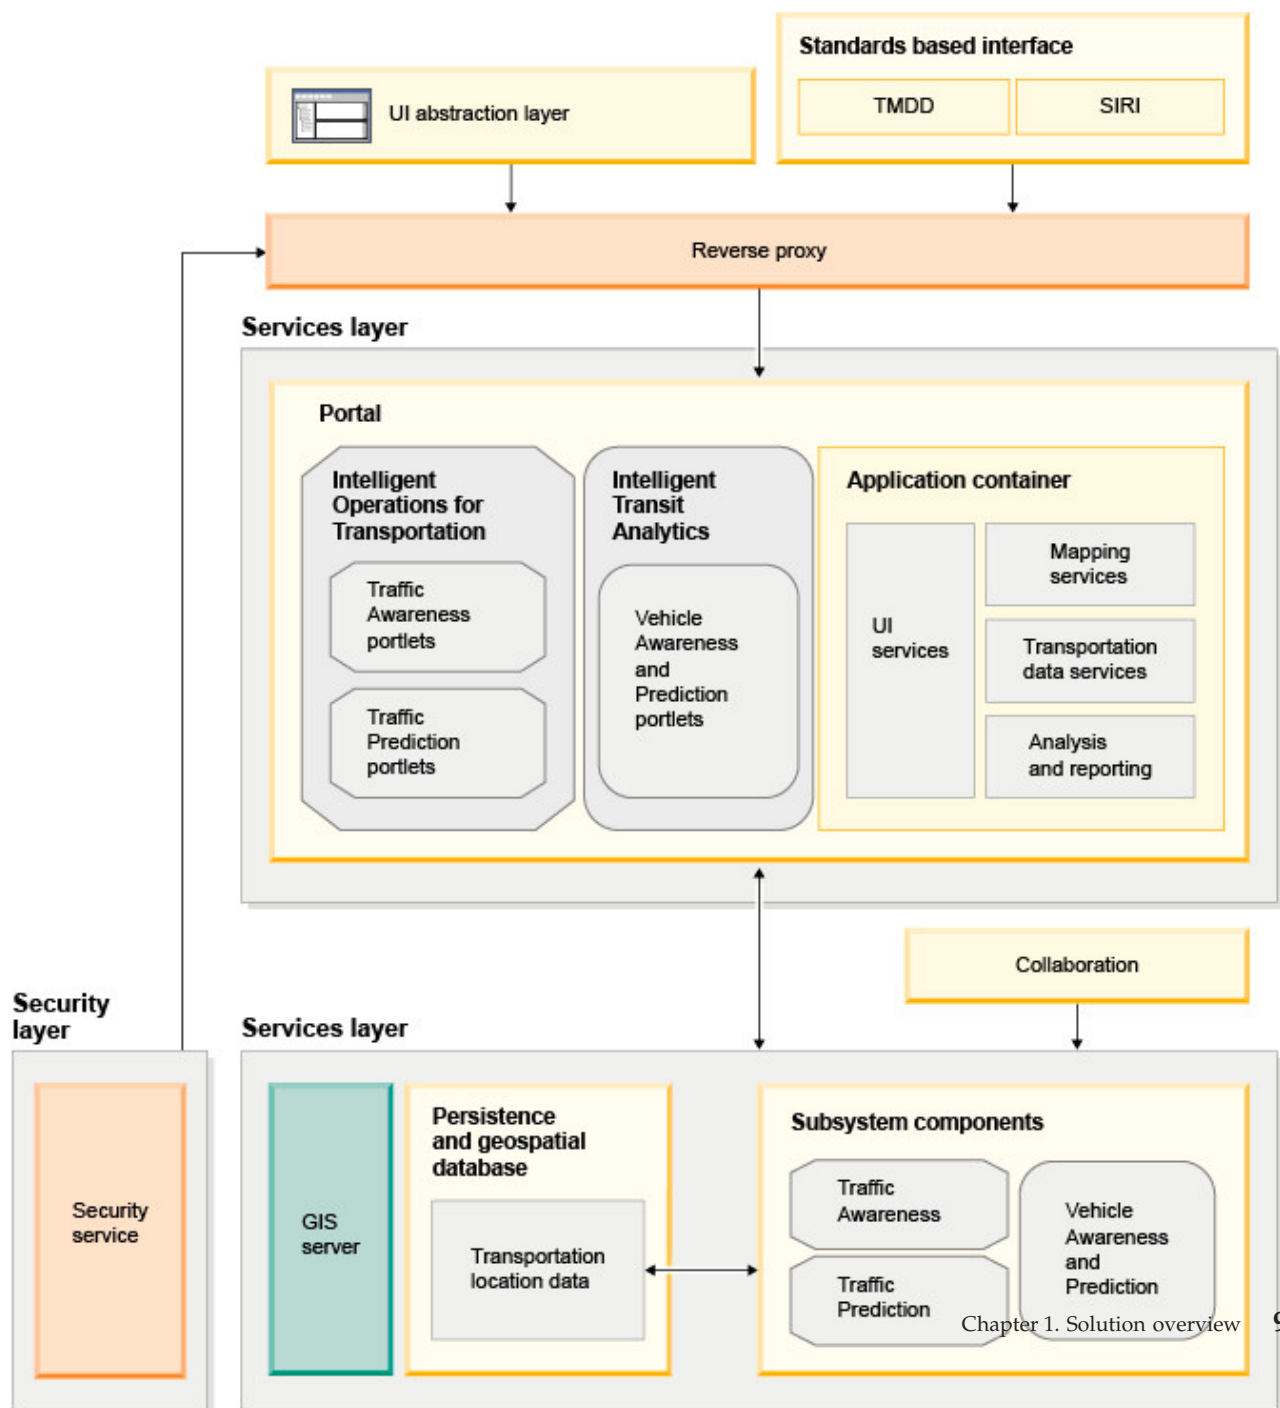 Standards based interface
TMDD
SIRI
UI abstraction layer
Reverse proxy
Services layer
Portal
Intelligent
Operations for
Transportation
Traffic
Awareness
portlets
Traffic
Prediction
portlets
Intelligent
Transit
Analytics
Vehicle
Awareness
and
Prediction
portlets
Application container
UI
services
Mapping
services
Transportation
data services
Analysis
and reporting
Collaboration
Security
layer
Security
service
Services layer
GIS
server
Persistence
and geospatial
database
Transportation
location data
Subsystem components
Traffic
Awareness
Traffic
Prediction
Vehicle
Awareness
and
Prediction
Chapter 1. Solution overview 9